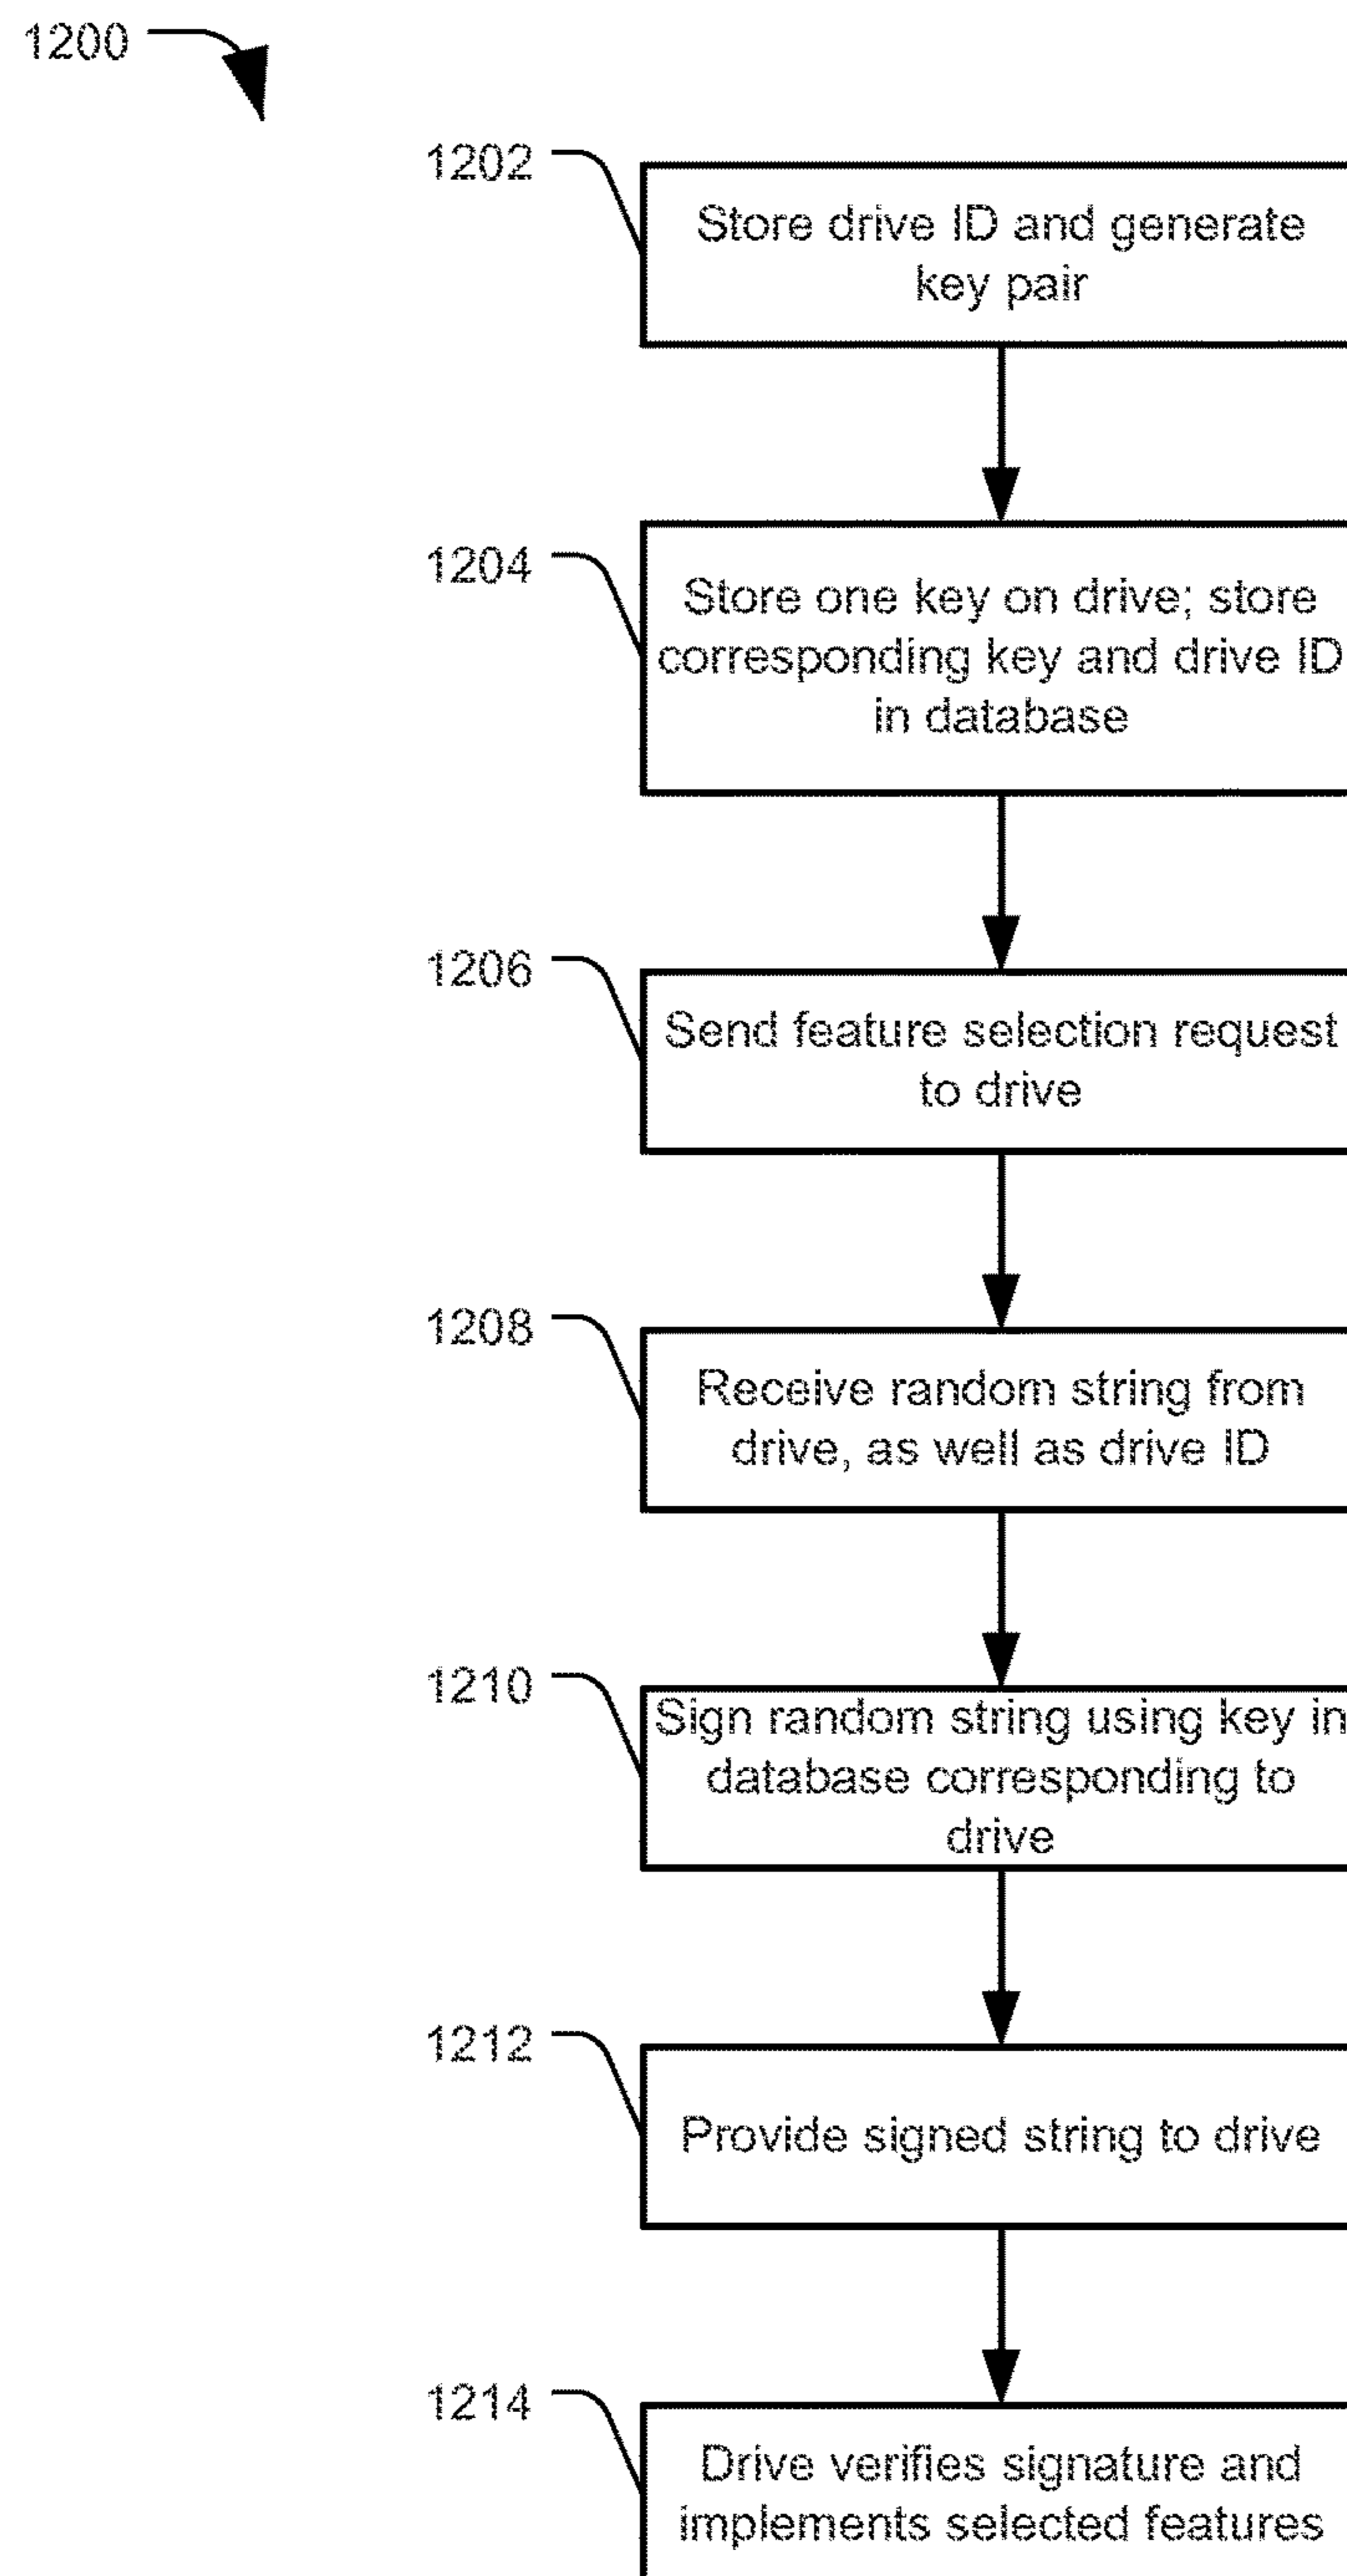 1200
1202
Store drive ID and generate
key pair
1204
Store one key on drive; store
corresponding key and drive ID
in database
1206
Send feature selection request
to drive
1208
Receive random string from
drive, as well as drive ID
1210
Sign random string using key in
database corresponding to
drive
1212
Provide signed string to drive
1214
Drive verifies signature and
implements selected features